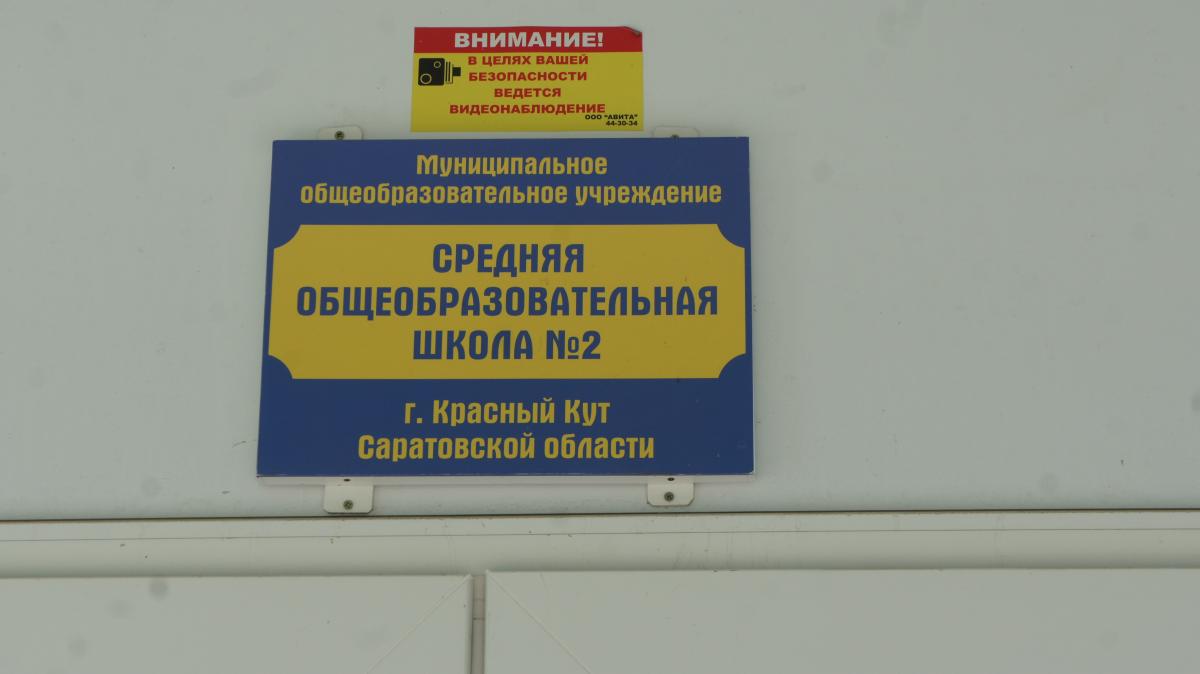 ВНИМАНИЕ!
В ЦЕЛЯХ ВАШЕЙ
БЕЗОПАСНОСТИ
ВЕДЕТСЯ
ВИДЕОНАБЛЮДЕНИЕ
ООО "АВИТА"
44-30-34
Муниципальное
общеобразовательное учреждение
СРЕДНЯЯ
ОБЩЕОБРАЗОВАТЕЛЬНАЯ
ШКОЛА №2
г. Красный Кут
Саратовской области